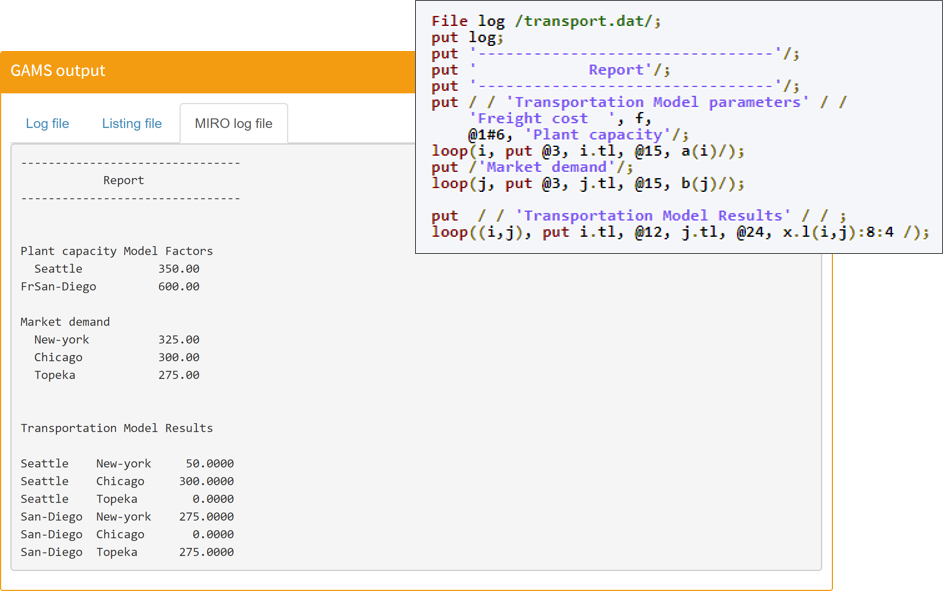 File log /transport.dat/;
put log;
put '--------------------------------'/;
put '            Report'/;
put '--------------------------------'/;
put / / 'Transportation Model parameters' / /
    'Freight cost  ', f,
    @1#6, 'Plant capacity'/;
loop(i, put @3, i.tl, @15, a(i)/);
put /'Market demand'/;
loop(j, put @3, j.tl, @15, b(j)/);
put  / / 'Transportation Model Results' / / ;
loop((i,j), put i.tl, @12, j.tl, @24, x.l(i,j):8:4 /);
GAMS output
Log file Listing file MIRO log file
--------------------------------
            Report
--------------------------------
Plant capacity Model Factors
  Seattle           350.00
FrSan-Diego         600.00
Market demand
  New-york          325.00
  Chicago           300.00
  Topeka            275.00
Transportation Model Results
Seattle    New-york     50.0000
Seattle    Chicago     300.0000
Seattle    Topeka        0.0000
San-Diego  New-york    275.0000
San-Diego  Chicago       0.0000
San-Diego  Topeka      275.0000